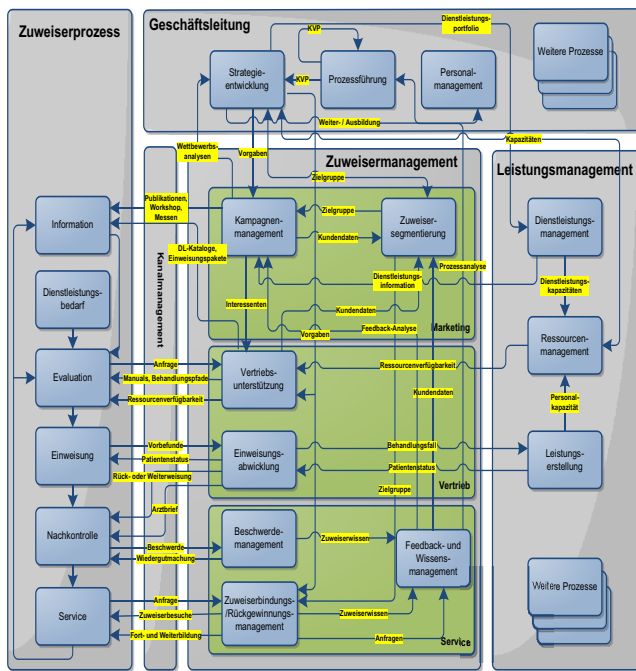 Zuweiserprozess
Geschäftsleitung
Dienstleistungs-
portfolio
KVP
Strategie-
entwicklung
KVP
Prozessführung
Personal-
management
Weitere Prozesse
Weiter- / Ausbildung
Kapazitäten
Wettbewerbs-
analysen
Vorgaben
Zuweisermanagement
Leistungsmanagement
Zielgruppe
Publikationen,
Workshop,
Messen
Information
Kampagnen-
management
Zielgruppe
Kundendaten
Zuweiser-
segmentierung
Dienstleistungs-
management
DL-Kataloge,
Einweisungspakete
Prozessanalyse
Dienstleistungs-
information
Dienstleistungs-
kapazitäten
Kanalmanagement
Dienstleistungs-
bedarf
Interessenten
Kundendaten
Vorgaben
Feedback-Analyse
Marketing
Ressourcen-
management
Evaluation
Anfrage
Manuais, Behandlungspfade
Ressourcenverfügbarkeit
Vertriebs-
unterstützung
Ressourcenverfügbarkeit
Kundendaten
Personal-
kapazität
Einweisung
Vorbefunde
Patientenstatus
Einweisungs-
abwicklung
Behandlungsfall
Patientenstatus
Leistungs-
erstellung
Rück- oder Weiterweisung
Zielgruppe
Vertrieb
Arztbrief
Nachkontrolle
Beschwerde
Wiedergutmachung
Beschwerde-
management
Zuweiserwissen
Feedback- und
Wissens-
management
Weitere Prozesse
Service
Anfrage
Zuweiserbesuche
Fort- und Weiterbildung
Zuweiserbindungs-
/Rückgewinnungs-
management
Zuweiserwissen
Anfragen
Service